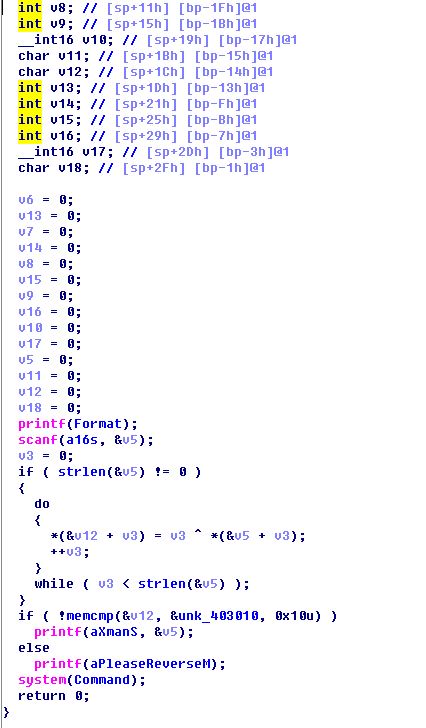 int v8; // [sp+11h] [bp-1Fh]@1
int v9; // [sp+15h] [bp-1Bh]@1
__int16 v10; // [sp+19h] [bp-17h]@1
char v11; // [sp+1Bh] [bp-15h]@1
char v12; // [sp+1Ch] [bp-14h]@1
int v13; // [sp+1Dh] [bp-13h]@1
int v14; // [sp+21h] [bp-Fh]@1
int v15; // [sp+25h] [bp-Bh]@1
int v16; // [sp+29h] [bp-7h]@1
__int16 v17; // [sp+2Dh] [bp-3h]@1
char v18; // [sp+2Fh] [bp-1h]@1
v6 = 0;
v13 = 0;
v7 = 0;
v14 = 0;
v8 = 0;
v15 = 0;
v9 = 0;
v16 = 0;
v10 = 0;
v17 = 0;
v5 = 0;
v11 = 0;
v12 = 0;
v18 = 0;
printf(Format);
scanf(a16s, &v5);
v3 = 0;
if ( strlen(&v5) != 0 )
{
do
{
*(&v12 + v3) = v3 ^ *(&v5 + v3);
++v3;
}
while ( v3 < strlen(&v5) );
}
if ( !memcmp(&v12, &unk_403010, 0x10u) )
printf(aXmanS, &v5);
else
printf(aPleaseReverseM);
system(Command);
return 0;
}